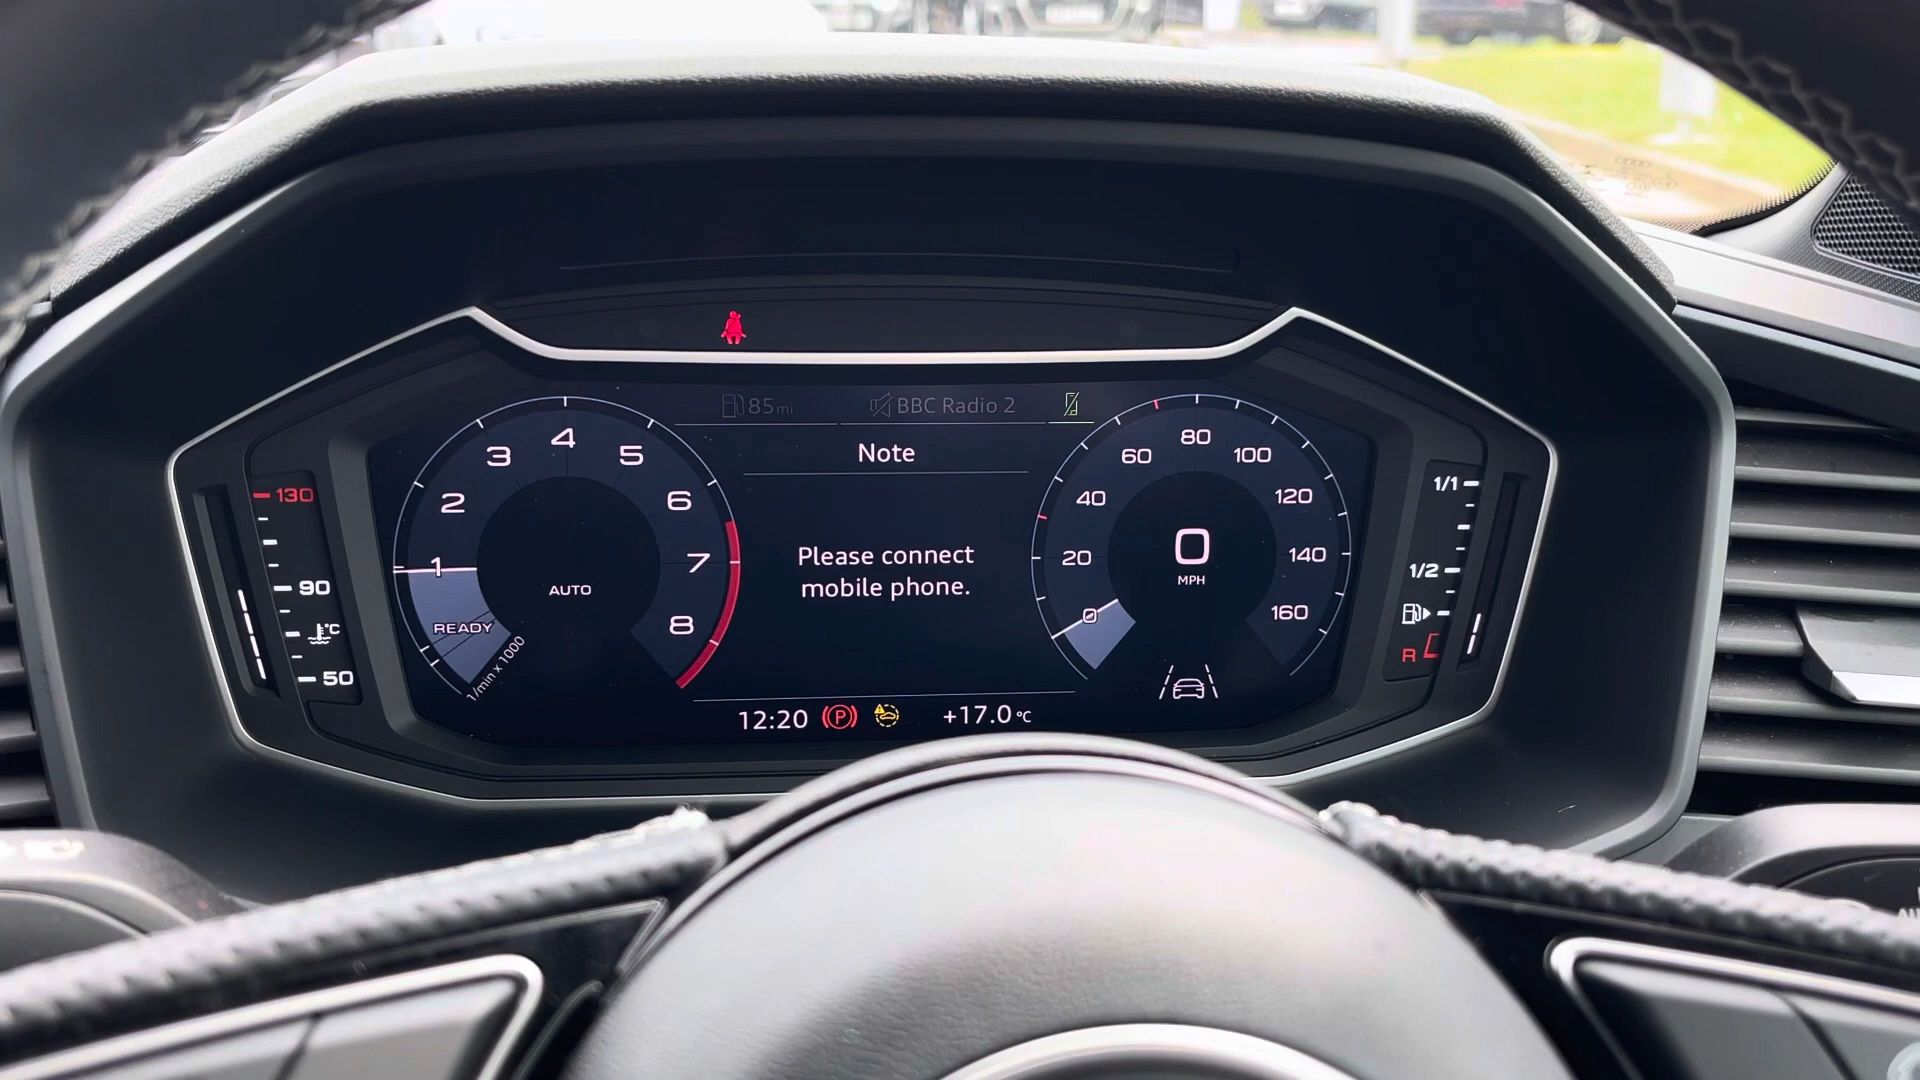 85mi
BBC Radio 2
Note
Please connect
mobile phone.
12:20
P
+17.0 °C
130
90
°C
50
1
2
3
4
5
6
7
8
AUTO
READY
1/min x 1000
0
20
40
60
80
100
120
140
160
0
MPH
1/1
1/2
R